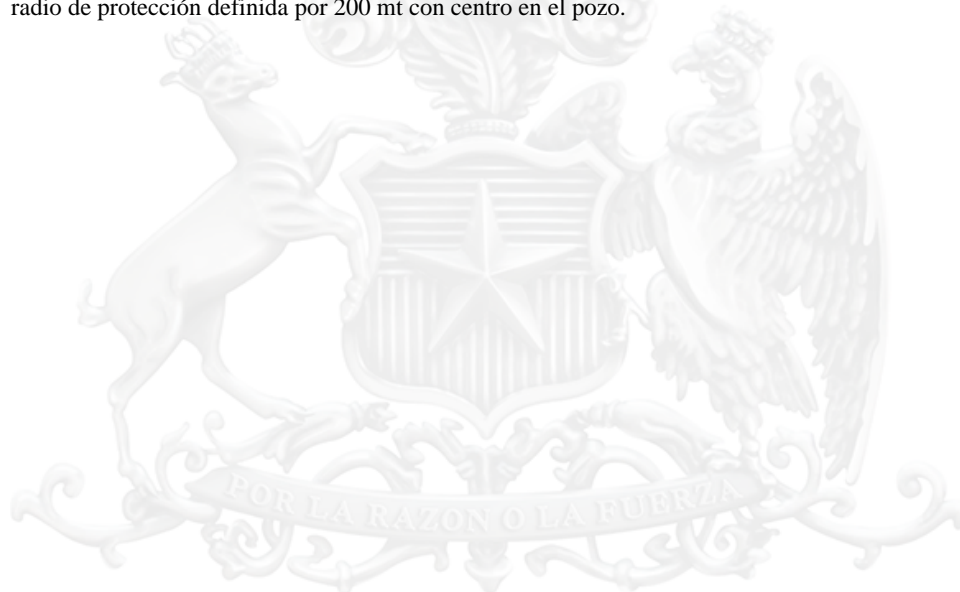 radio de protección definida por 200 mt con centro en el pozo.
POR LA RAZON O LA FUERZA